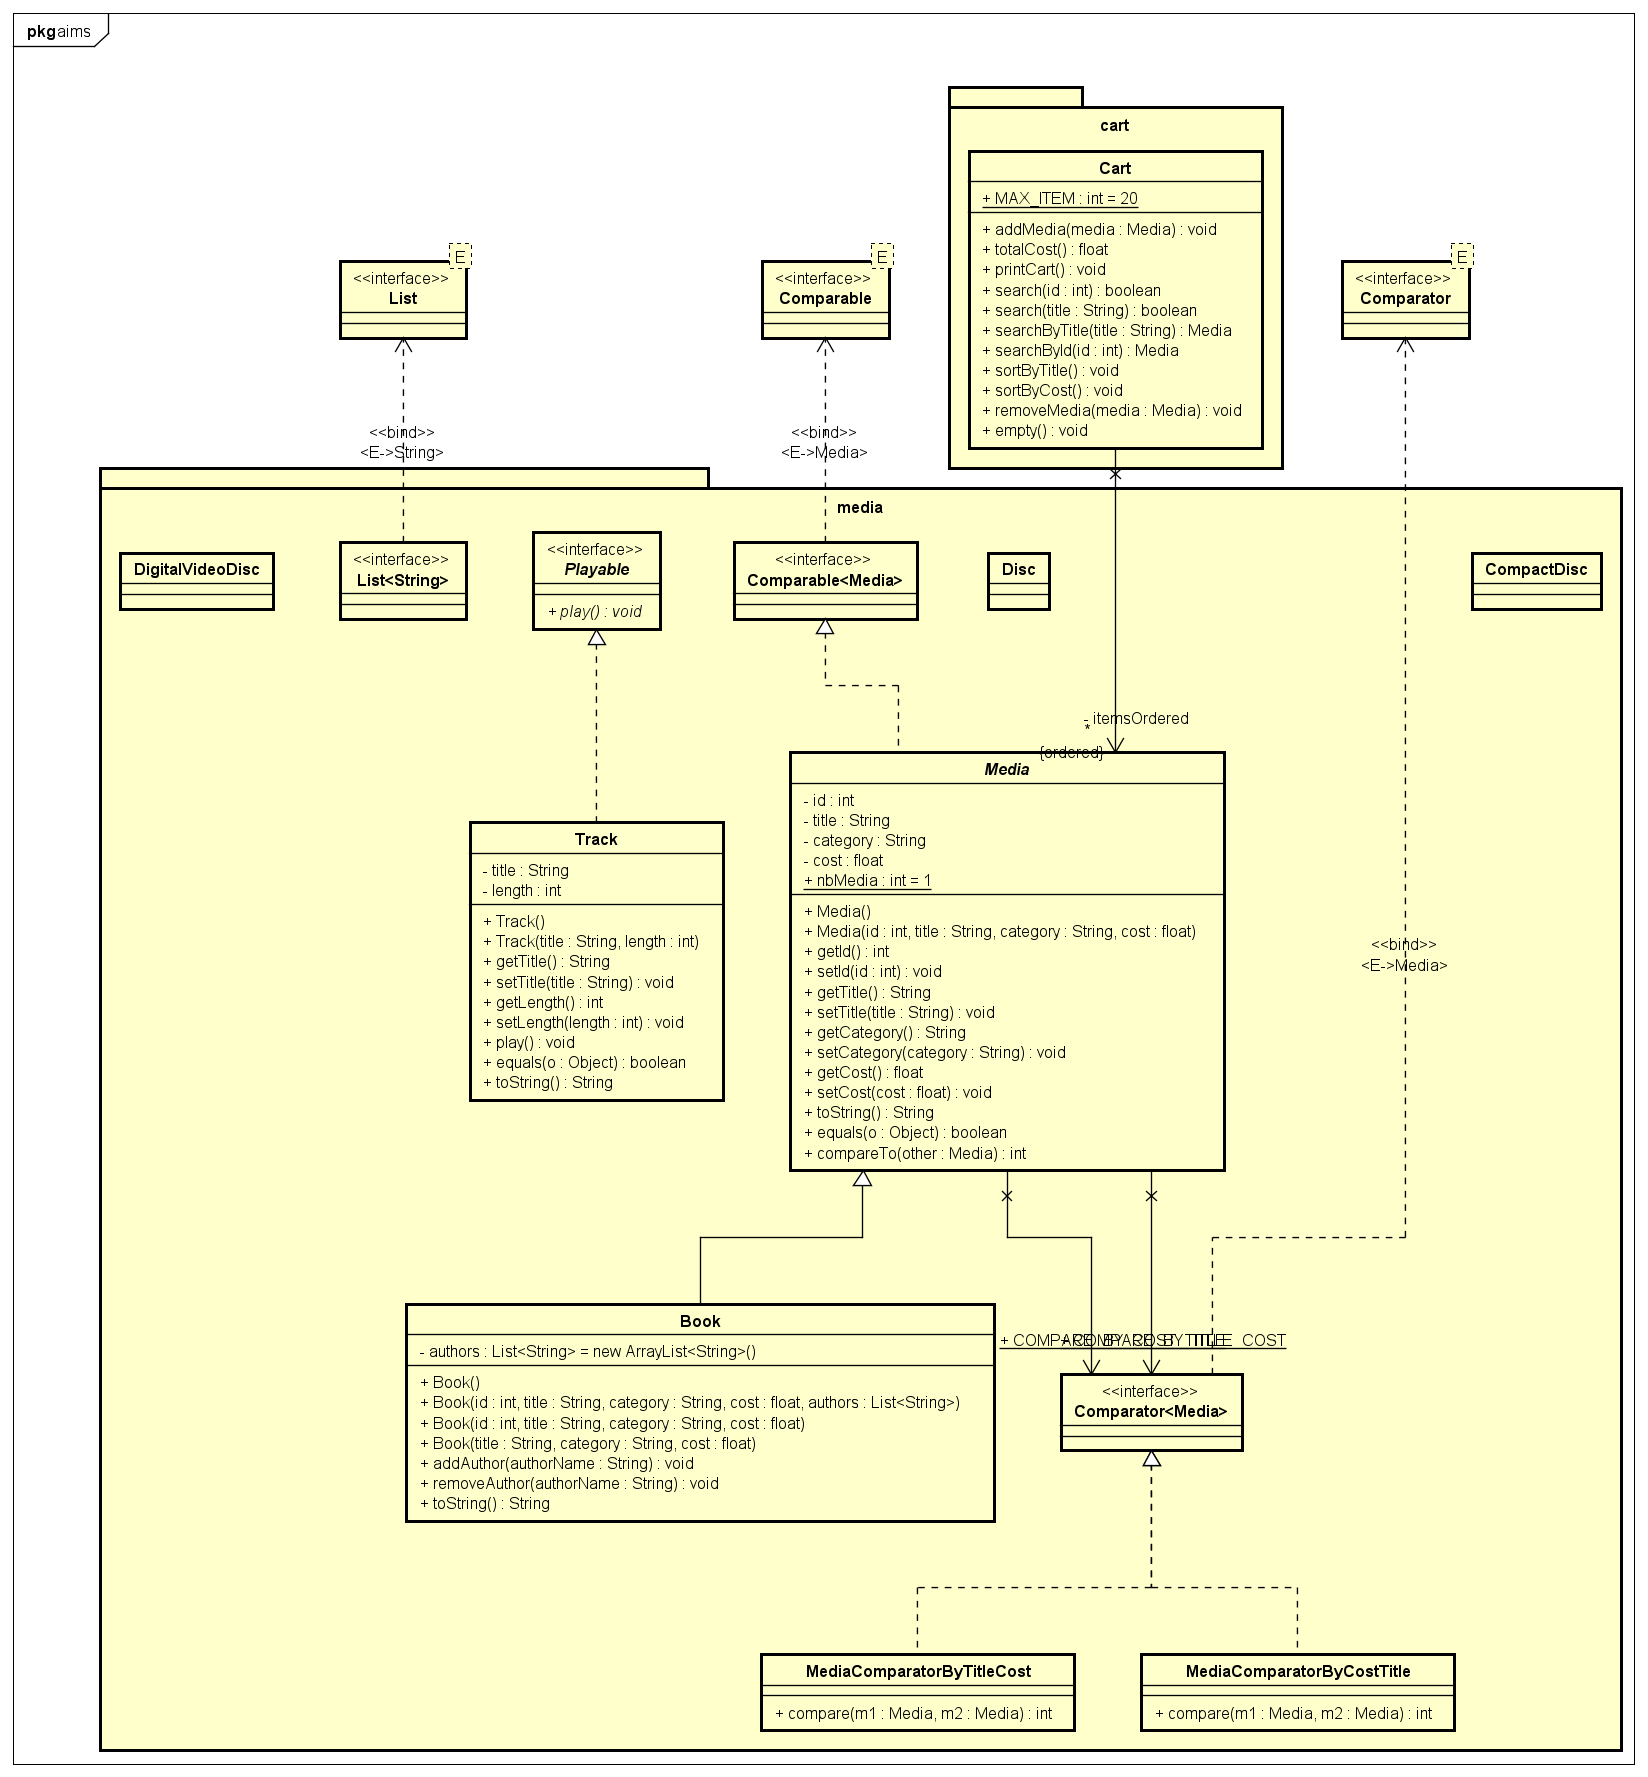 pkg aims
cart
Cart
+ MAX_ITEM : int = 20
+ addMedia(media : Media) : void
+ totalCost() : float
+ printCart() : void
+ search(id : int) : boolean
+ search(title : String) : boolean
+ searchByTitle(title : String) : Media
+ searchById(id : int) : Media
+ sortByTitle() : void
+ sortByCost() : void
+ removeMedia(media : Media) : void
+ empty() : void
E
<<interface>>
List
E
<<interface>>
Comparable
E
<<interface>>
Comparator
<<bind>>
<E->String>
<<bind>>
<E->Media>
media
DigitalVideoDisc
<<interface>>
List<String>
<<interface>>
Playable
+ play() : void
<<interface>>
Comparable<Media>
Disc
CompactDisc
- itemsOrdered
*
{ordered}
Media
- id : int
- title : String
- category : String
- cost : float
+ nbMedia : int = 1
+ Media()
+ Media(id : int, title : String, category : String, cost : float)
+ getId() : int
+ setId(id : int) : void
+ getTitle() : String
+ setTitle(title : String) : void
+ getCategory() : String
+ setCategory(category : String) : void
+ getCost() : float
+ setCost(cost : float) : void
+ toString() : String
+ equals(o : Object) : boolean
+ compareTo(other : Media) : int
Track
- title : String
- length : int
+ Track()
+ Track(title : String, length : int)
+ getTitle() : String
+ setTitle(title : String) : void
+ getLength() : int
+ setLength(length : int) : void
+ play() : void
+ equals(o : Object) : boolean
+ toString() : String
<<bind>>
<E->Media>
Book
- authors : List<String> = new ArrayList<String>()
+ Book()
+ Book(id : int, title : String, category : String, cost : float, authors : List<String>)
+ Book(id : int, title : String, category : String, cost : float)
+ Book(title : String, category : String, cost : float)
+ addAuthor(authorName : String) : void
+ removeAuthor(authorName : String) : void
+ toString() : String
+ COMPARE_BY_COST_TITLE
+ COMPARE_BY_TITLE_COST
<<interface>>
Comparator<Media>
MediaComparatorByTitleCost
+ compare(m1 : Media, m2 : Media) : int
MediaComparatorByCostTitle
+ compare(m1 : Media, m2 : Media) : int